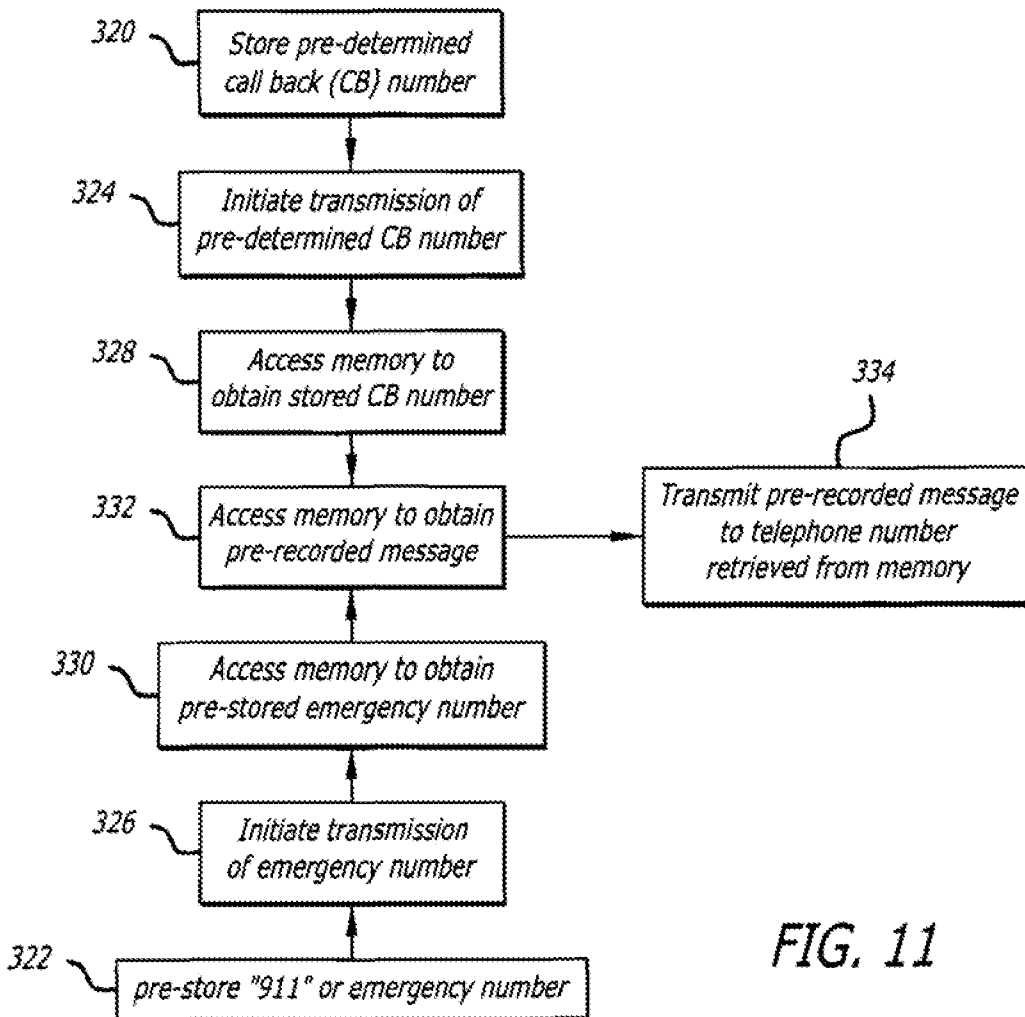 320
Store pre-determined
call back (CB) number
324
Initiate transmission of
pre-determined CB number
328
Access memory to
obtain stored CB number
334
332
Access memory to obtain
pre-recorded message
Transmit pre-recorded message
to telephone number
retrieved from memory
330
Access memory to obtain
pre-stored emergency number
326
Initiate transmission
of emergency number
322
pre-store "911" or emergency number
FIG. 11